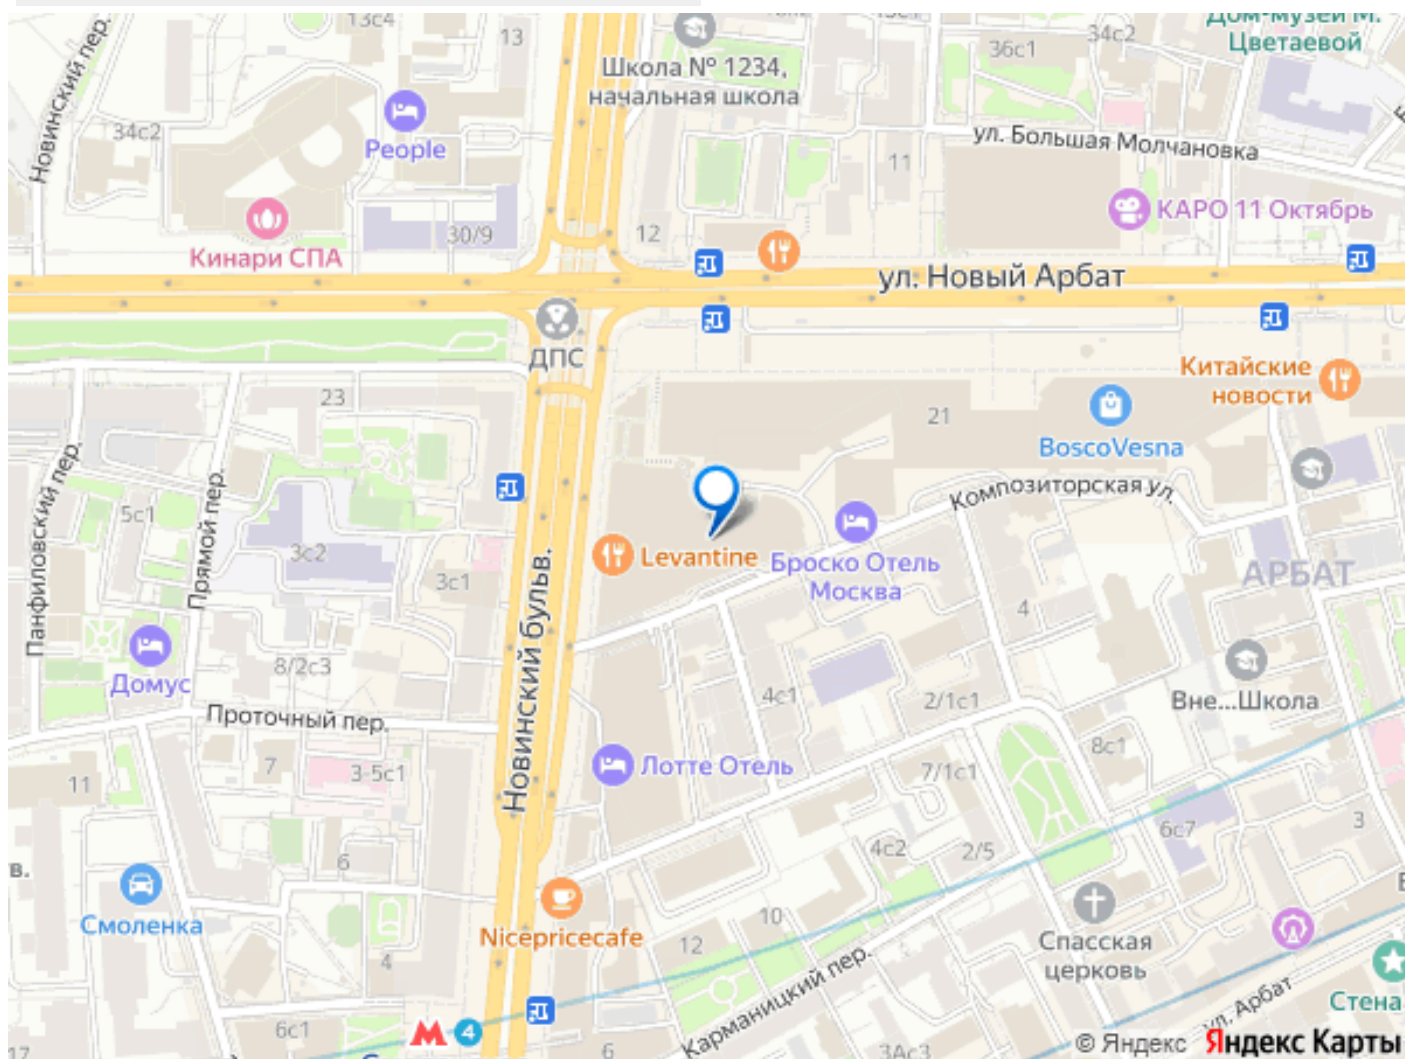 13с4
13
Новинский пер.
34с2
People
Кинари СПА
30/9
Школа № 1234,
начальная школа
12
11
36с1
34с2
Дом-музей М.
Цветаевой
ул. Большая Молчановка
КАРО 11 Октябрь
ул. Новый Арбат
ДПС
Китайские
новости
23
21
BoscoVesna
Панфиловский пер.
Прямой пер.
5с1
3с2
3с1
Новинский бульв.
Levantine
Броско Отель
Москва
Композиторская ул.
АРБАТ
4
Домус
8/2с3
Проточный пер.
4с1
2/1с1
Вне...Школа
8с1
Лотте Отель
7/1с1
11
7
3-5с1
6
6с7
3
4с2
2/5
в.
Смоленка
Nicepricecafe
10
12
4
Спасская
церковь
Карманицкий пер.
ул. Арбат
Стена
6с1
17
4
6
3Ас3
© Яндекс Яндекс Карты